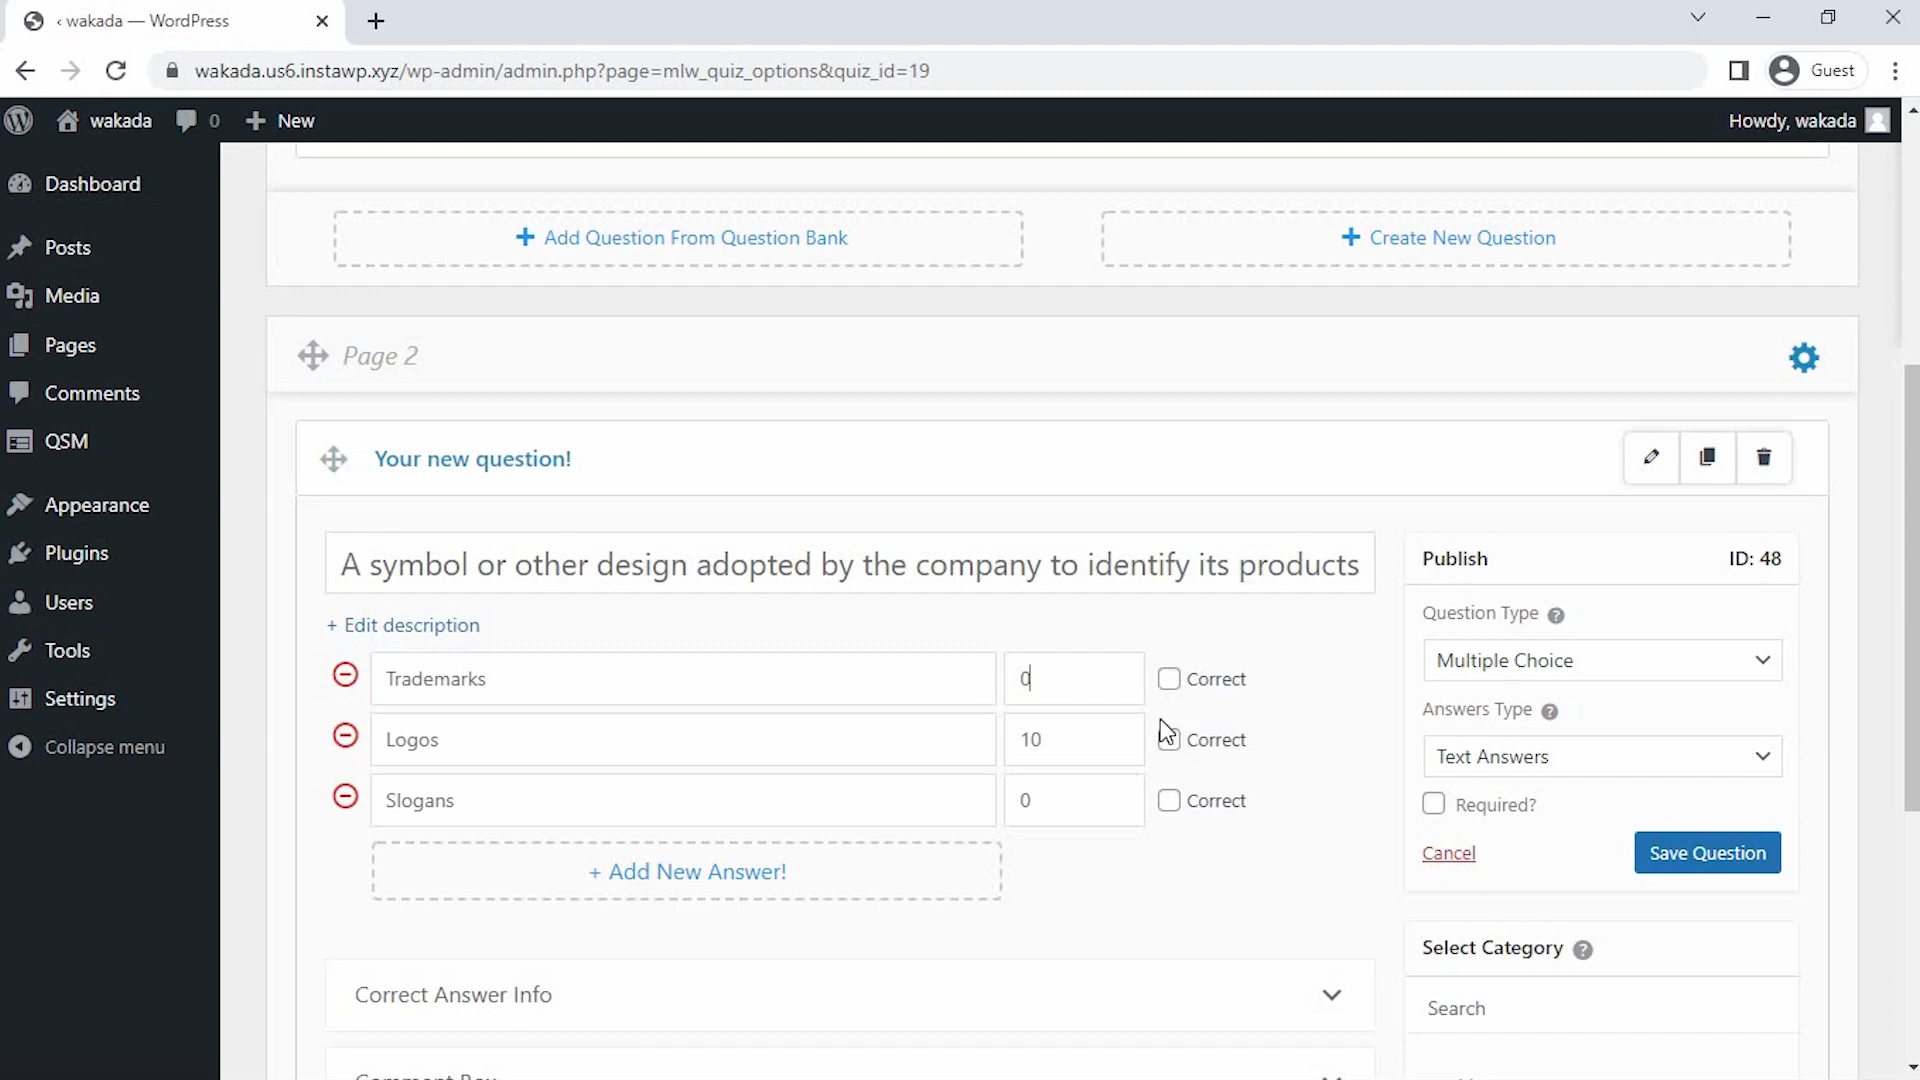 ‹ wakada — WordPress
wakada.us6.instawp.xyz/wp-admin/admin.php?page=mlw_quiz_options&quiz_id=19
Guest
wakada
0
New
Howdy, wakada
Dashboard
Posts
Media
Pages
Comments
QSM
Appearance
Plugins
Users
Tools
Settings
Collapse menu
Add Question From Question Bank
Create New Question
Page 2
Your new question!
A symbol or other design adopted by the company to identify its products
+ Edit description
Trademarks 0 Correct
Logos 10 Correct
Slogans 0 Correct
+ Add New Answer!
Correct Answer Info
Publish ID: 48
Question Type
Multiple Choice
Answers Type
Text Answers
Required?
Cancel
Save Question
Select Category
Search